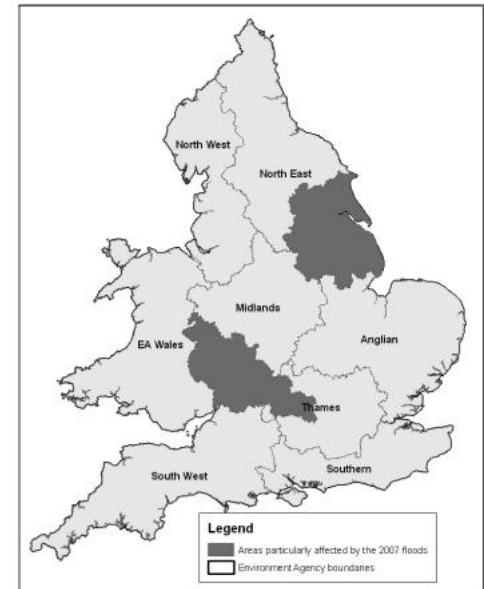 North West
North East
Midlands
EA Wales
Anglian
Thames
South West
Southern
Legend
Areas particularly affected by the 2007 floods
Environment Agency boundaries